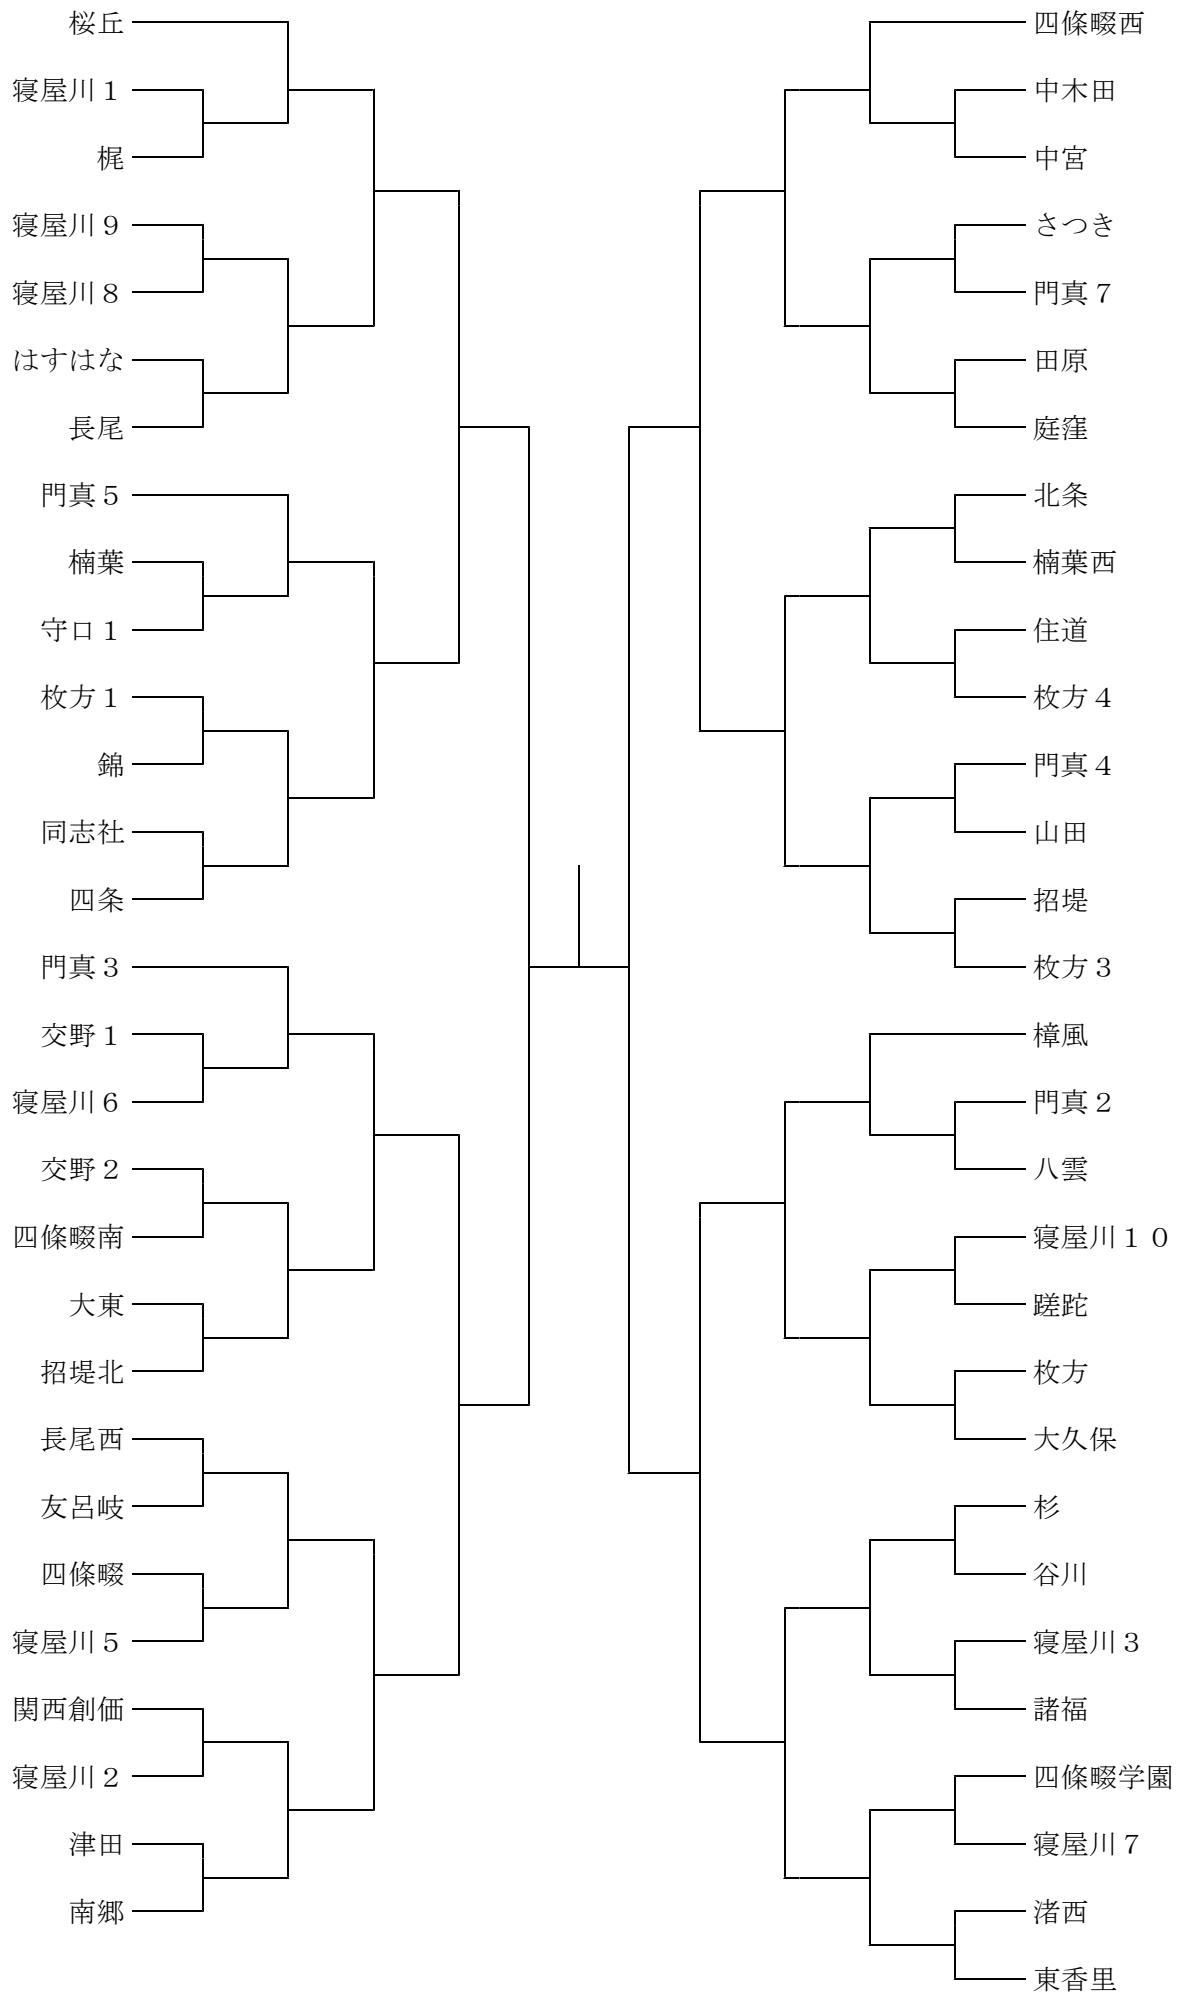 桜丘
寝屋川１
梶
寝屋川９
寝屋川８
はすはな
長尾
門真５
楠葉
守口１
枚方１
錦
同志社
四条
門真３
交野１
寝屋川６
交野２
四條畷南
大東
招堤北
長尾西
友呂岐
四條畷
寝屋川５
関西創価
寝屋川２
津田
南郷
四條畷西
中木田
中宮
さつき
門真７
田原
庭窪
北条
楠葉西
住道
枚方４
門真４
山田
招堤
枚方３
樟風
門真２
八雲
寝屋川１０
蹉跎
枚方
大久保
杉
谷川
寝屋川３
諸福
四條畷学園
寝屋川７
渚西
東香里